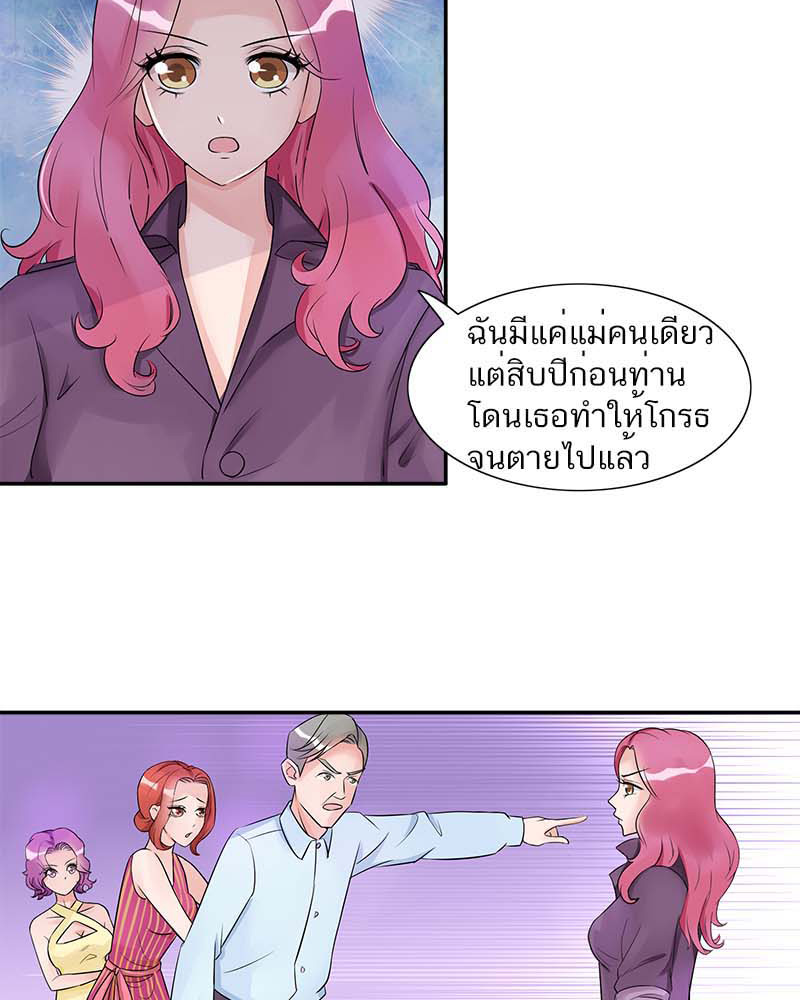 ฉันมีแค่แม่คนเดียว
แต่สิบปีก่อนท่าน
โดนเธอทำให้โกรธ
จนตายไปแล้ว